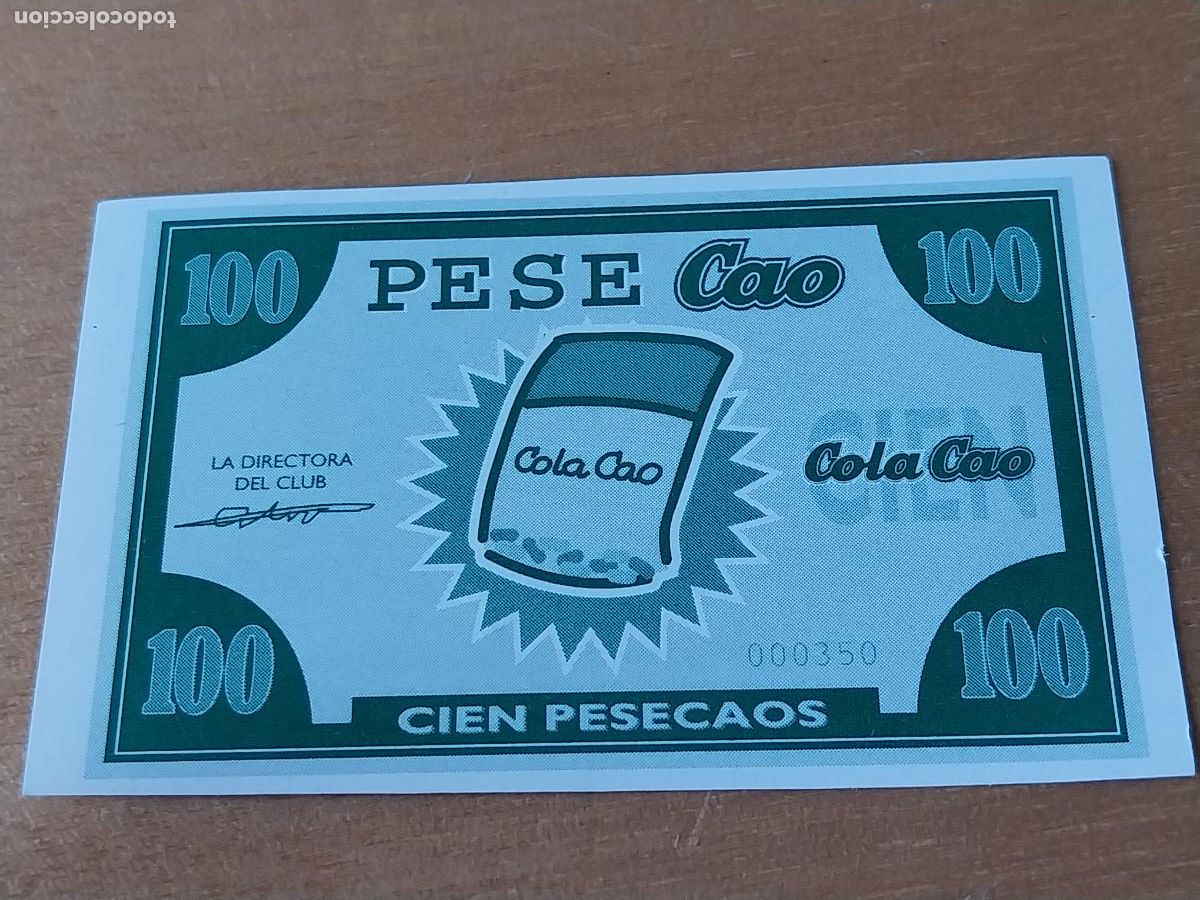 todocoleccion
100 PESE Cao 100
Cola Cao
LA DIRECTORA
DEL CLUB
CIEN
Cola Cao
000350
100 100
CIEN PESECAOS